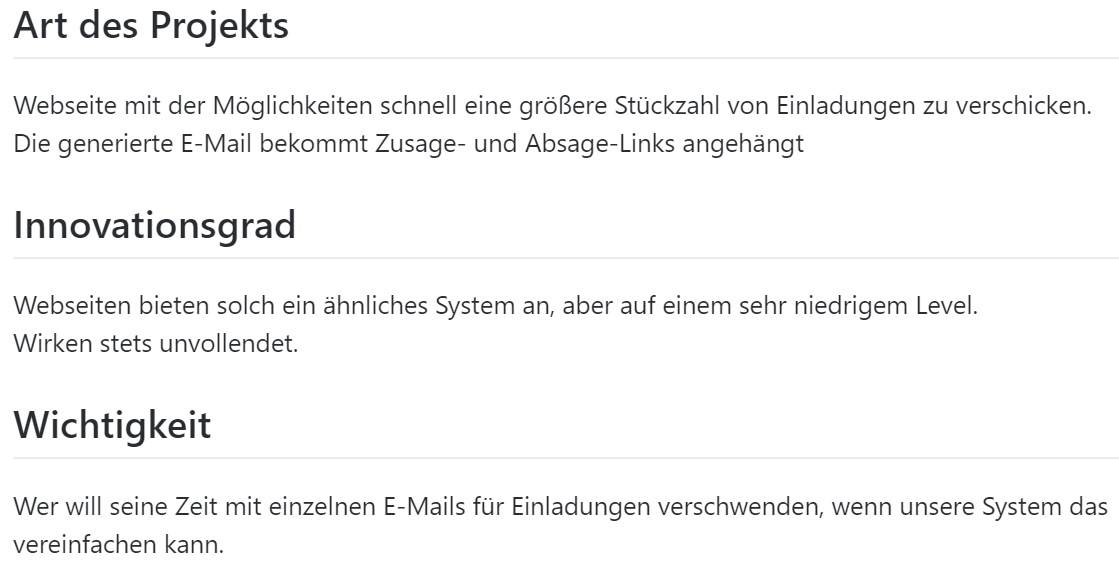 Art des Projekts
Webseite mit der Möglichkeiten schnell eine größere Stückzahl von Einladungen zu verschicken.
Die generierte E-Mail bekommt Zusage- und Absage-Links angehängt
Innovationsgrad
Webseiten bieten solch ein ähnliches System an, aber auf einem sehr niedrigem Level.
Wirken stets unvollendet.
Wichtigkeit
Wer will seine Zeit mit einzelnen E-Mails für Einladungen verschwenden, wenn unsere System das
vereinfachen kann.